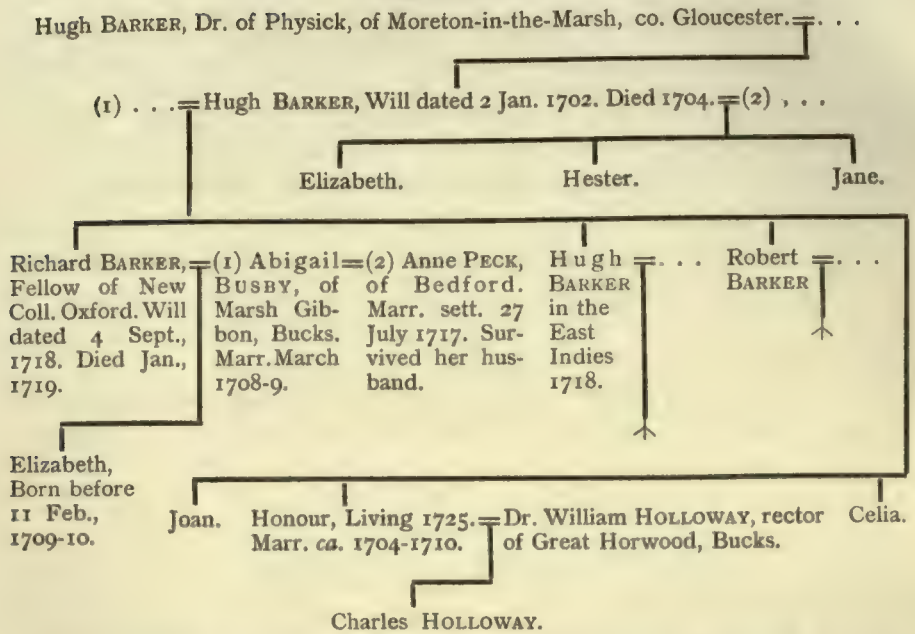 Hugh BARKER, Dr. of Physick, of Moreton-in-the-Marsh, co. Gloucester.=. . .
(1) . . .=Hugh BARKER, Will dated 2 Jan. 1702. Died 1704.=(2) . . .
Elizabeth. Hester. Jane.
Richard BARKER,
Fellow of New
Coll. Oxford. Will
dated 4 Sept.,
1718. Died Jan.,
1719.
=(1) Abigail
BUSBY, of
Marsh Gib-
bon, Bucks.
Marr. March
1708-9.
=(2) Anne PECK,
of Bedford.
Marr. sett. 27
July 1717. Sur-
vived her hus-
band.
Hugh =. . .
BARKER
in the
East
Indies
1718.
Robert =. . .
BARKER
Elizabeth,
Born before
11 Feb.,
1709-10.
Joan.
Honour, Living 1725.=
Marr. ca. 1704-1710.
Dr. William HOLLOWAY, rector
of Great Horwood, Bucks.
Celia.
Charles HOLLOWAY.